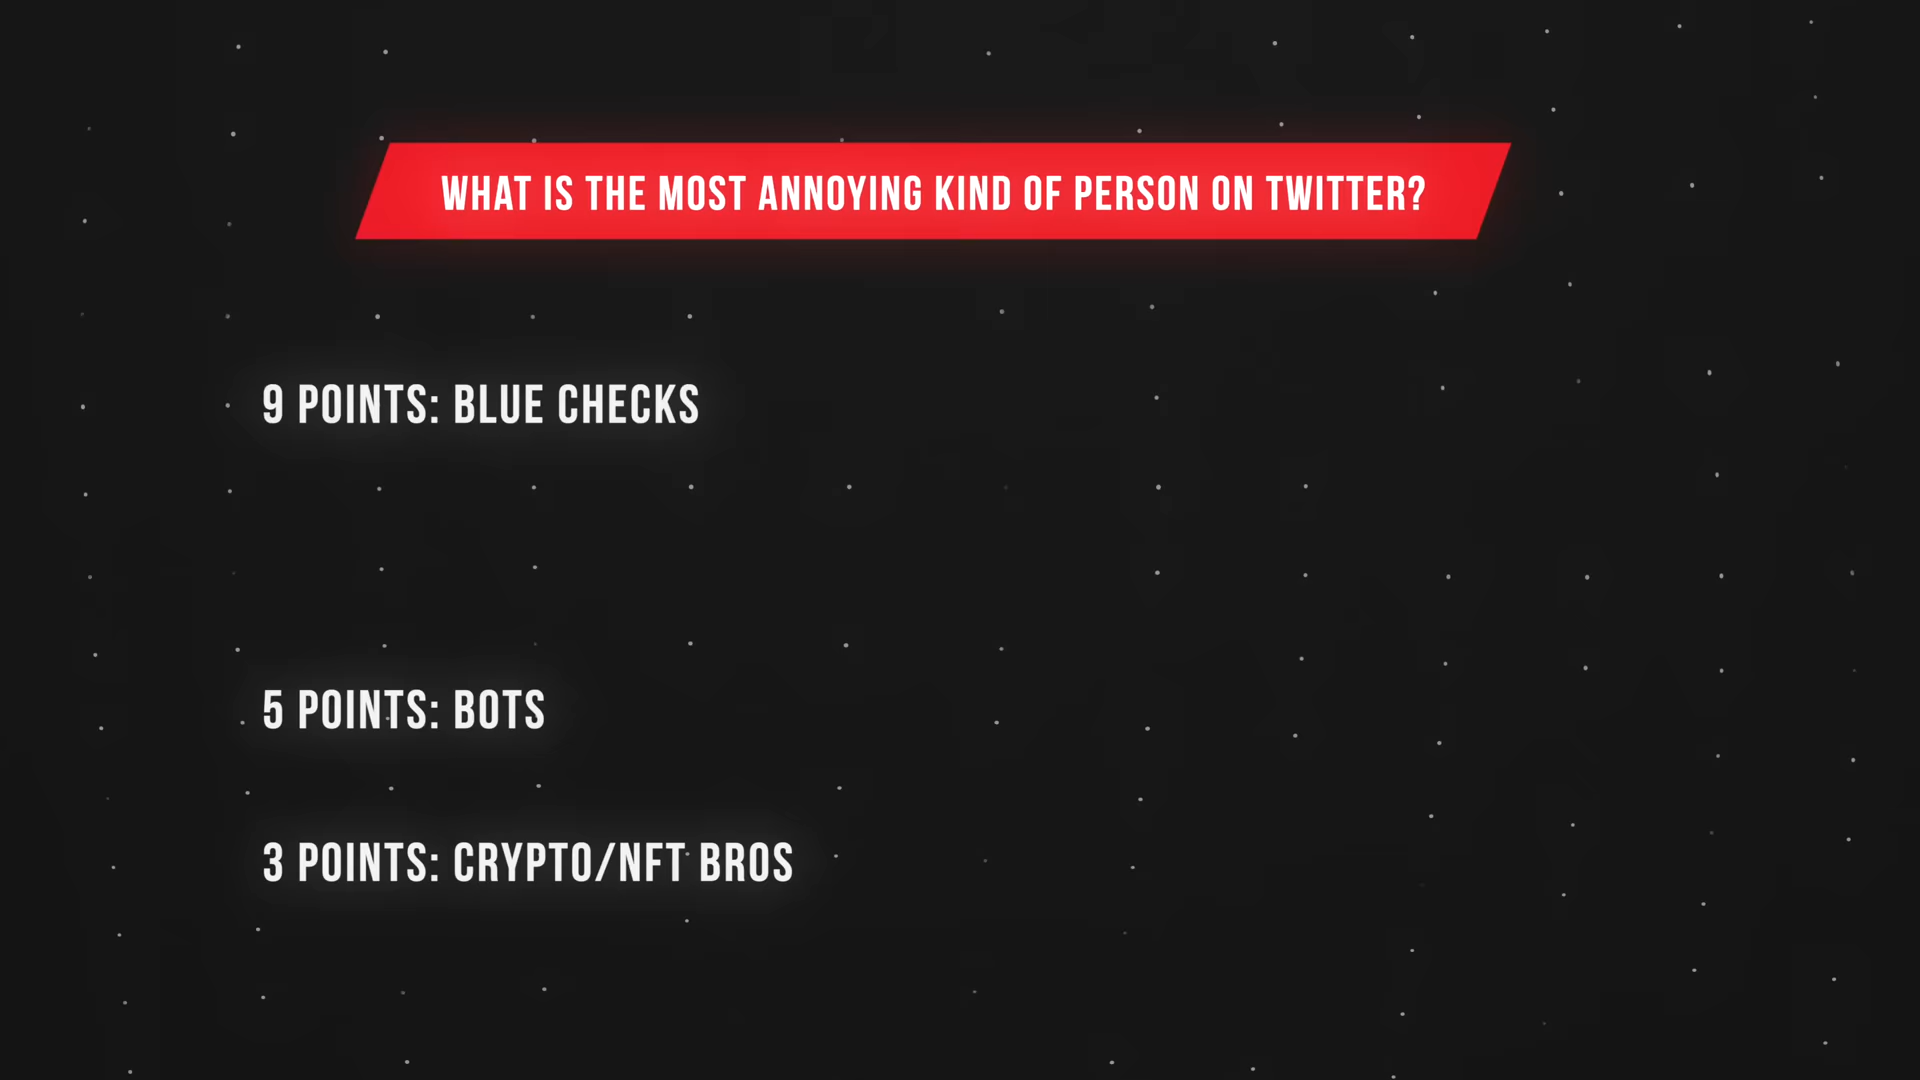 WHAT IS THE MOST ANNOYING KIND OF PERSON ON TWITTER?
9 POINTS: BLUE CHECKS
5 POINTS: BOTS
3 POINTS: CRYPTO/NFT BROS